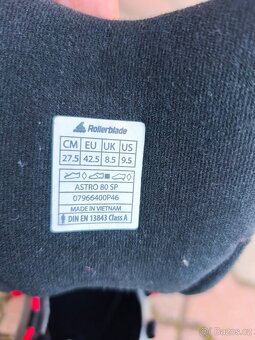 Rollerblade
CM EU UK US
27.5 42.5 8.5 9.5
ASTRO 80 SP
07966400P46
MADE IN VIETNAM
DIN EN 13843 Class A
bazos.cz